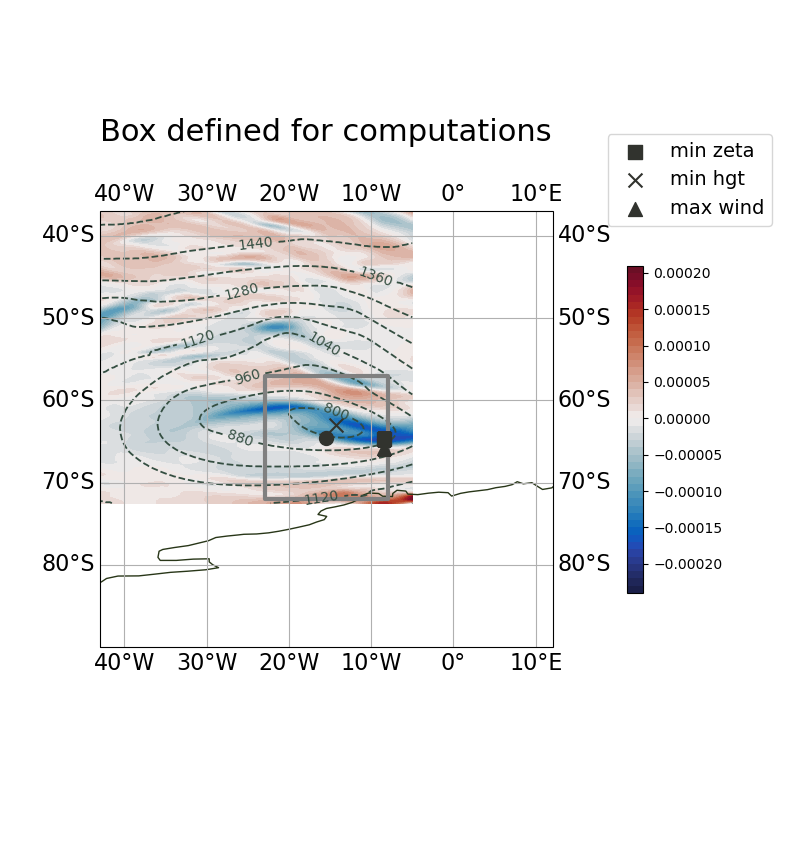 Box defined for computations
min zeta
min hgt
max wind
40°W 30°W 20°W 10°W 0° 10°E
40°S 40°S
1440
1360
1280
50°S 50°S
1120
1040
960
60°S 60°S
800
880
70°S 70°S
1120
80°S 80°S
40°W 30°W 20°W 10°W 0° 10°E
0.00020
0.00015
0.00010
0.00005
0.00000
−0.00005
−0.00010
−0.00015
−0.00020